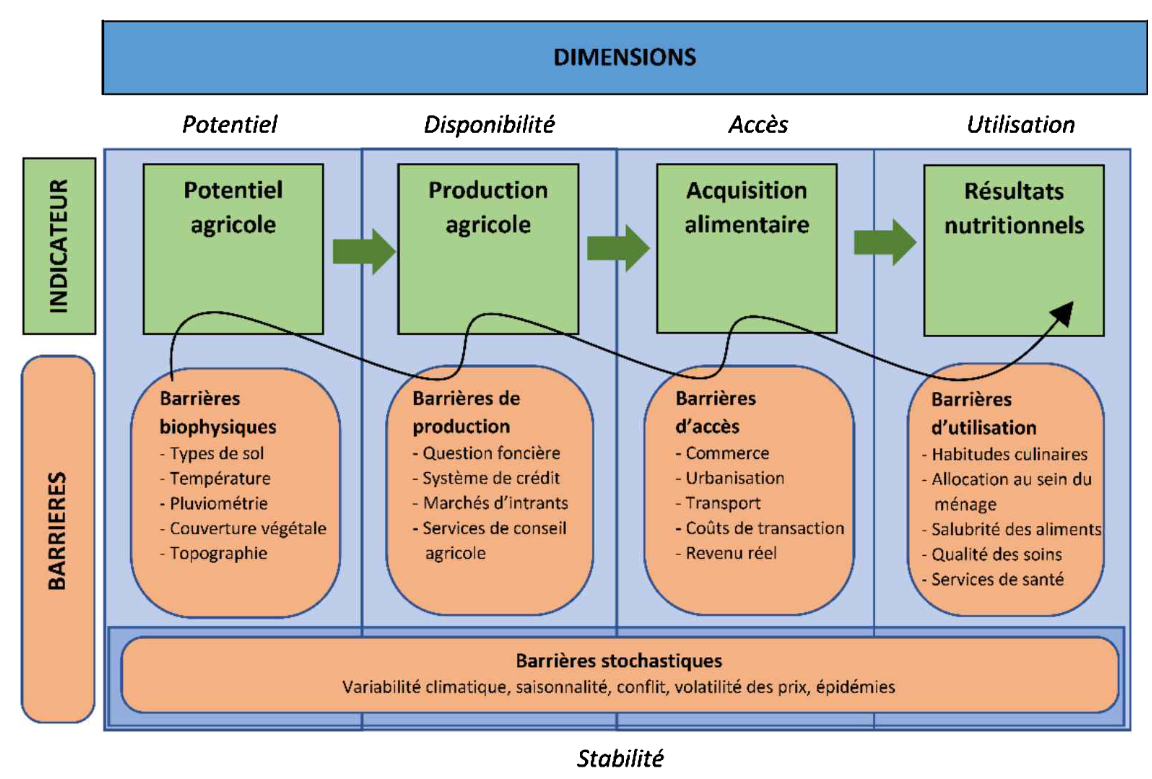 DIMENSIONS
Potentiel
Disponibilité
Accès
Utilisation
INDICATEUR
Potentiel
agricole
Production
agricole
Acquisition
alimentaire
Résultats
nutritionnels
BARRIERES
Barrières
biophysiques
- Types de sol
- Température
- Pluviométrie
- Couverture végétale
- Topographie
Barrières de
production
- Question foncière
- Système de crédit
- Marchés d'intrants
- Services de conseil
agricole
Barrières
d'accès
- Commerce
- Urbanisation
- Transport
- Coûts de transaction
- Revenu réel
Barrières
d'utilisation
- Habitudes culinaires
- Allocation au sein du
ménage
- Salubrité des aliments
- Qualité des soins
- Services de santé
Barrières stochastiques
Variabilité climatique, saisonnalité, conflit, volatilité des prix, épidémies
Stabilité